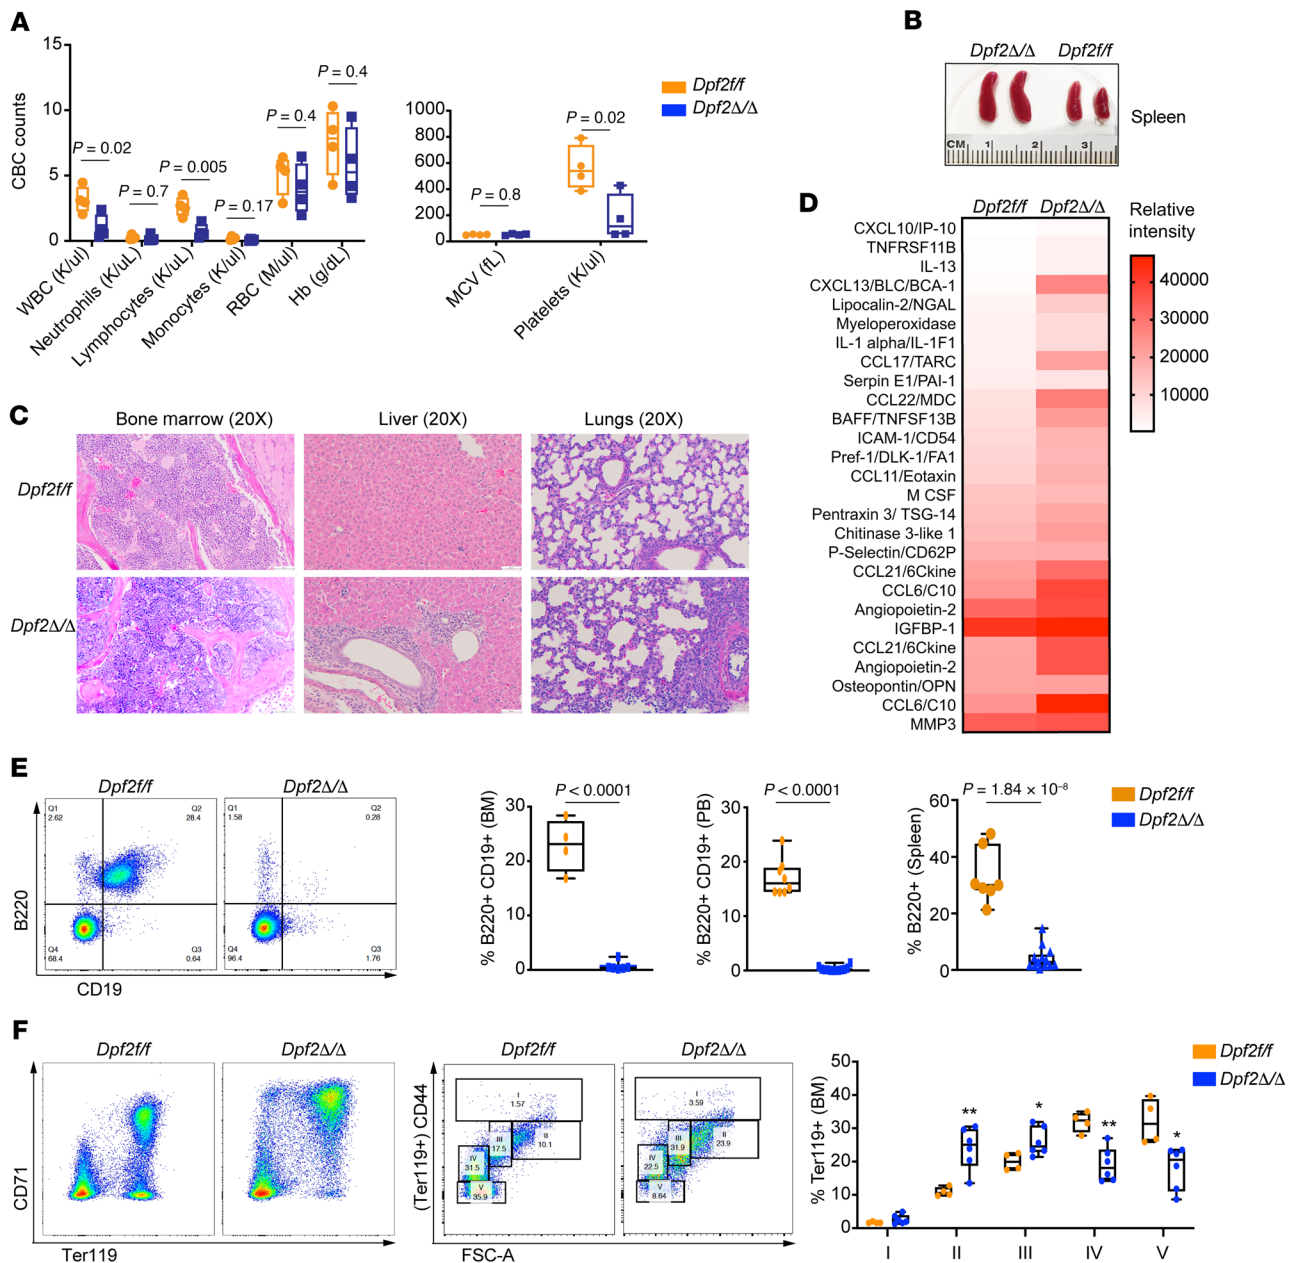 A
CBC counts
15
10
5
0
P = 0.02
P = 0.7
P = 0.005
P = 0.17
P = 0.4
P = 0.4
WBC (K/ul)
Neutrophils (K/uL)
Lymphocytes (K/uL)
Monocytes (K/ul)
RBC (M/ul)
Hb (g/dL)
1000
800
600
400
200
0
P = 0.8
P = 0.02
MCV (fL)
Platelets (K/ul)
Dpf2f/f
Dpf2Δ/Δ
B
Dpf2Δ/Δ Dpf2f/f
CM 1 2 3
Spleen
C
Bone marrow (20X) Liver (20X) Lungs (20X)
Dpf2f/f
Dpf2Δ/Δ
D
Dpf2f/f Dpf2Δ/Δ
CXCL10/IP-10
TNFRSF11B
IL-13
CXCL13/BLC/BCA-1
Lipocalin-2/NGAL
Myeloperoxidase
IL-1 alpha/IL-1F1
CCL17/TARC
Serpin E1/PAI-1
CCL22/MDC
BAFF/TNFSF13B
ICAM-1/CD54
Pref-1/DLK-1/FA1
CCL11/Eotaxin
M CSF
Pentraxin 3/ TSG-14
Chitinase 3-like 1
P-Selectin/CD62P
CCL21/6Ckine
CCL6/C10
Angiopoietin-2
IGFBP-1
CCL21/6Ckine
Angiopoietin-2
Osteopontin/OPN
CCL6/C10
MMP3
Relative
intensity
40000
30000
20000
10000
E
Dpf2f/f Dpf2Δ/Δ
B220
CD19
Q1
2.62
Q2
28.4
Q4
68.4
Q3
0.64
Q1
1.58
Q2
0.28
Q4
96.4
Q3
1.76
% B220+ CD19+ (BM)
30
20
10
0
P < 0.0001
% B220+ CD19+ (PB)
30
20
10
0
P < 0.0001
% B220+ (Spleen)
60
40
20
0
P = 1.84 × 10⁻⁸
Dpf2f/f
Dpf2Δ/Δ
F
Dpf2f/f Dpf2Δ/Δ
CD71
Ter119
Dpf2f/f Dpf2Δ/Δ
(Ter119+) CD44
FSC-A
I
1.57
II
10.1
III
17.5
IV
31.5
V
35.9
I
3.59
II
23.9
III
31.9
IV
22.5
V
8.64
% Ter119+ (BM)
50
40
30
20
10
0
** * ** *
I II III IV V
Dpf2f/f
Dpf2Δ/Δ